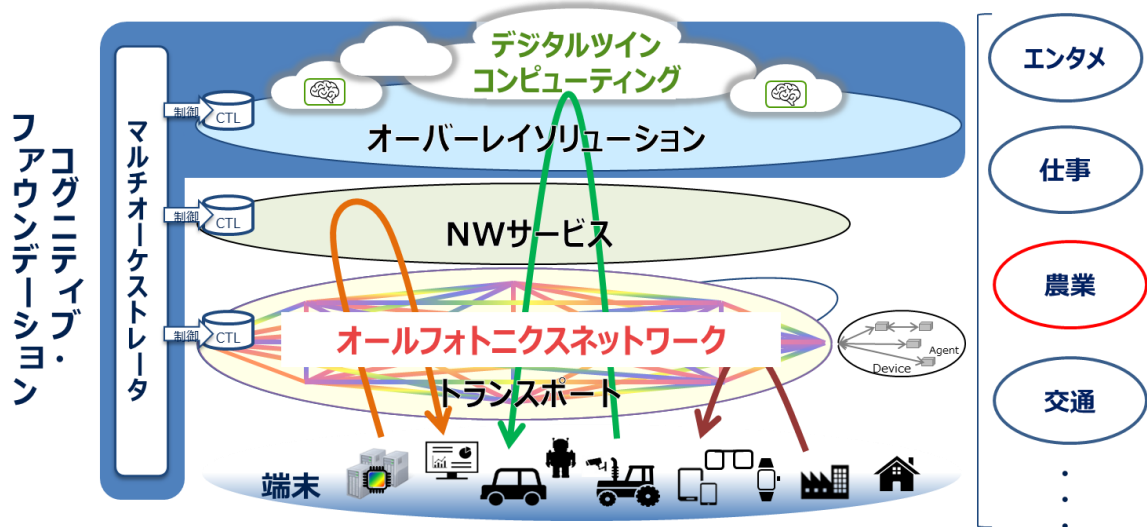 コグニティブ・
ファウンデーション
マルチオーケストレータ
デジタルツイン
コンピューティング
制御
CTL
オーバーレイソリューション
制御
CTL
NWサービス
制御
CTL
オールフォトニクスネットワーク
トランスポート
Agent
Device
端末
エンタメ
仕事
農業
交通
・
・
・